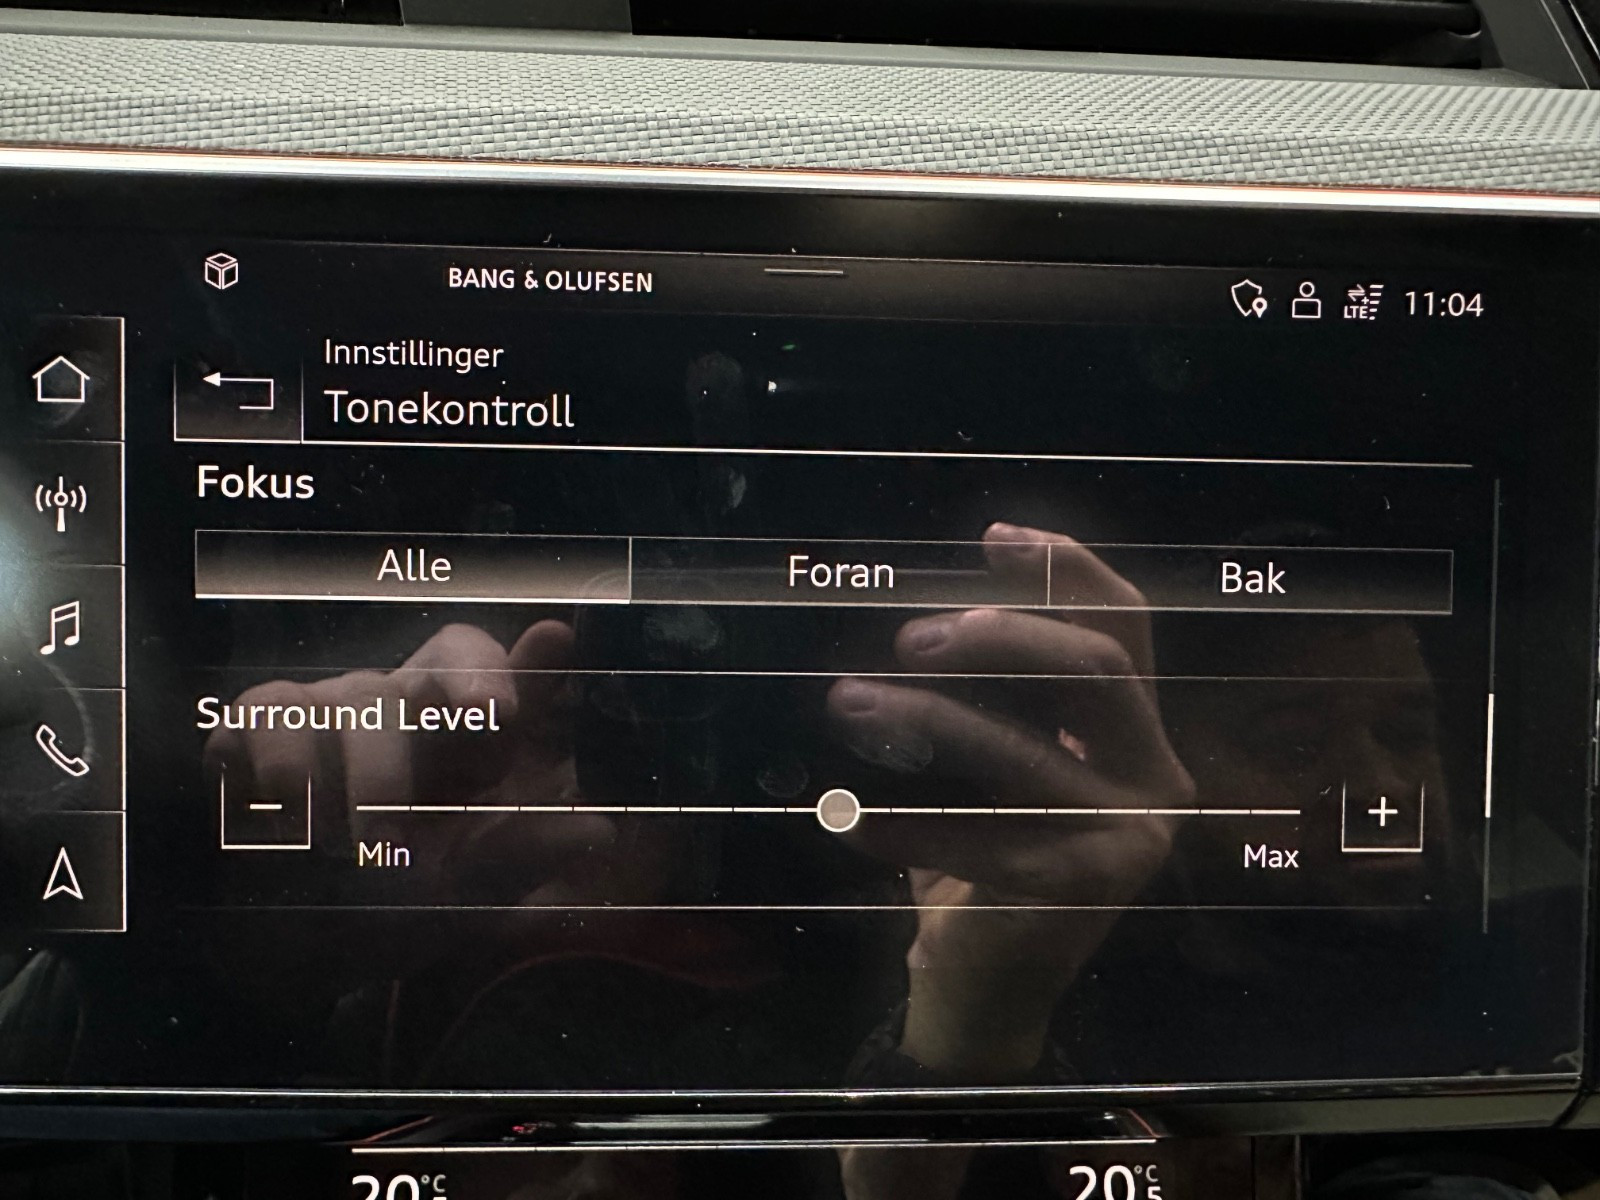 BANG & OLUFSEN
LTE 11:04
Innstillinger
Tonekontroll
Fokus
Alle Foran Bak
Surround Level
− +
Min Max
20°C 20°C